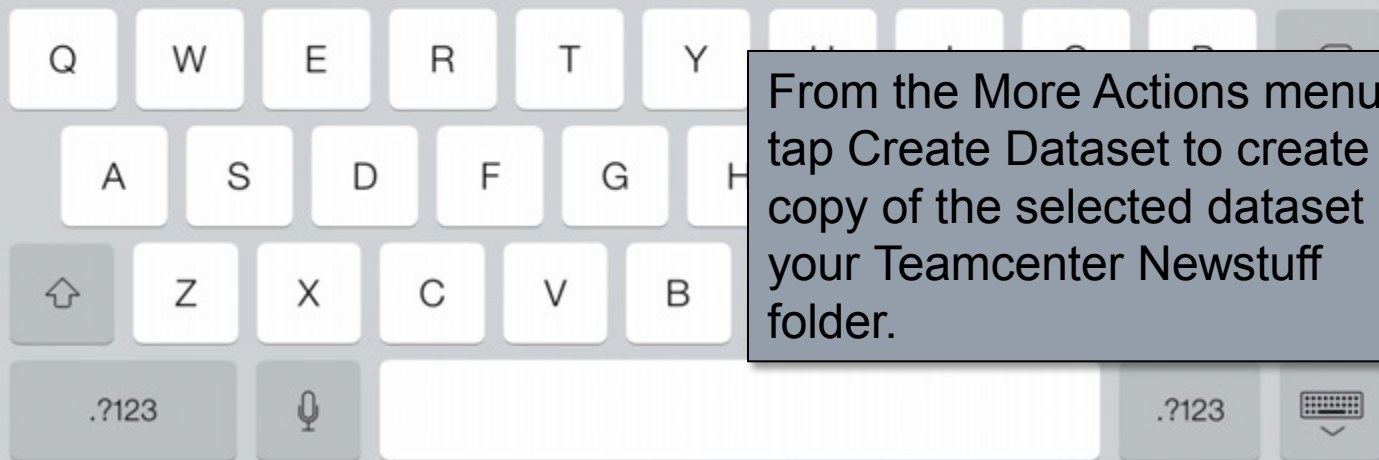 Q W E R T Y
From the More Actions menu
A S D F G H
tap Create Dataset to create
copy of the selected dataset
Z X C V B
your Teamcenter Newstuff
folder.
.?123 .?123